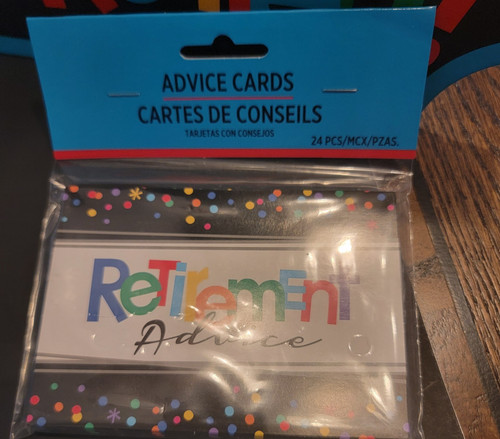 ADVICE CARDS
CARTES DE CONSEILS
TARJETAS CON CONSEJOS
24 PCS/MCX/PZAS.
RETiremENt
Advice